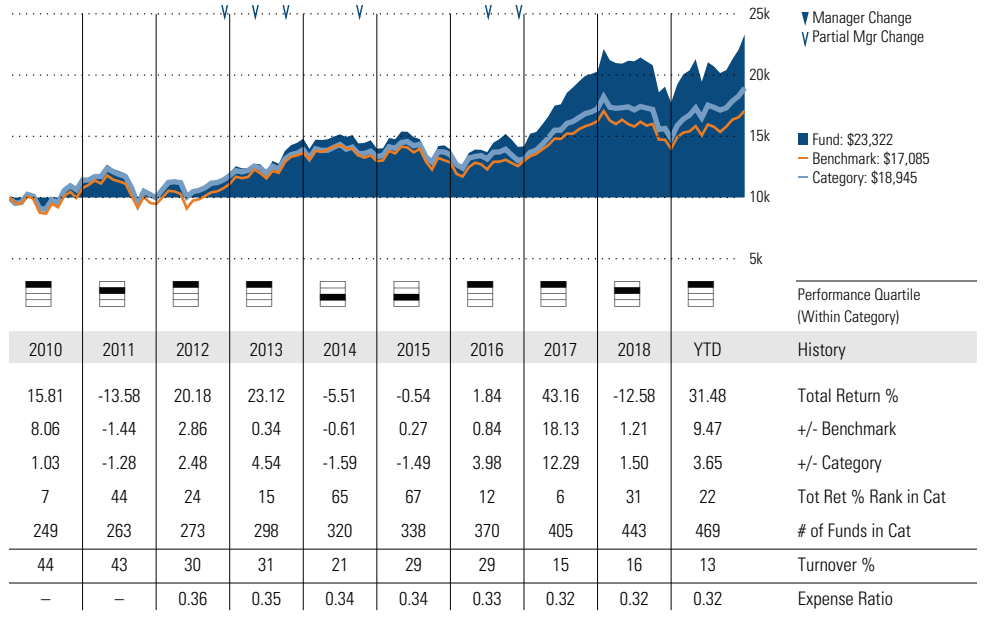 25k
20k
15k
10k
5k
Manager Change
Partial Mgr Change
Fund: $23,322
Benchmark: $17,085
Category: $18,945
Performance Quartile
(Within Category)
2010 2011 2012 2013 2014 2015 2016 2017 2018 YTD History
15.81 -13.58 20.18 23.12 -5.51 -0.54 1.84 43.16 -12.58 31.48 Total Return %
8.06 -1.44 2.86 0.34 -0.61 0.27 0.84 18.13 1.21 9.47 +/- Benchmark
1.03 -1.28 2.48 4.54 -1.59 -1.49 3.98 12.29 1.50 3.65 +/- Category
7 44 24 15 65 67 12 6 31 22 Tot Ret % Rank in Cat
249 263 273 298 320 338 370 405 443 469 # of Funds in Cat
44 43 30 31 21 29 29 15 16 13 Turnover %
– – 0.36 0.35 0.34 0.34 0.33 0.32 0.32 0.32 Expense Ratio